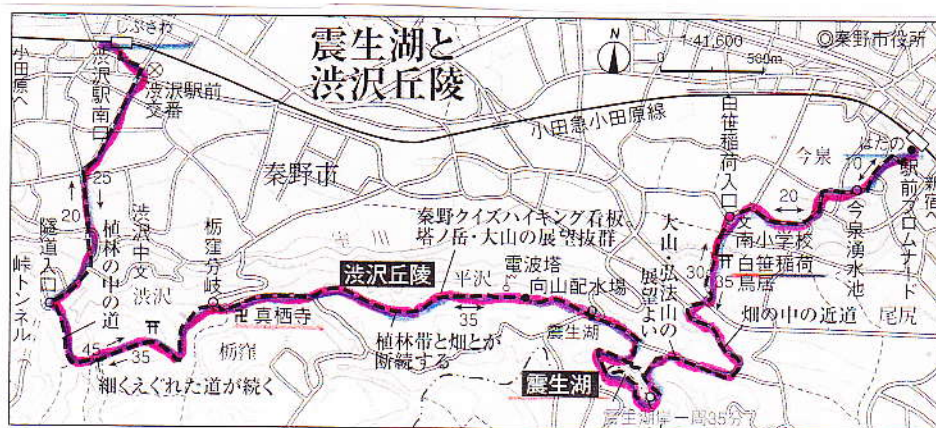 震生湖と
渋沢丘陵
N
1:41,600
0
500m
◎秦野市役所
しぶさわ
小田原へ
渋沢駅南口
渋沢駅前
交番
小田急小田原線
白笹稲荷入口
今泉
はたの
新宿へ
駅前プロムナード
10
今泉湧水池
20
文南小学校
白笹稲荷
鳥居
30
35
畑の中の近道
尾尻
秦野市
25
20
隧道入口
峠トンネル
植林の中の道
渋沢中文
渋沢
栃窪分岐
卍真栖寺
栃窪
45
35
細くえぐれた道が続く
室川
秦野クイズハイキング看板
塔ノ岳・大山の展望抜群
渋沢丘陵
平沢
電波塔
向山配水場
35
植林帯と畑とが
断続する
大山・弘法山の
展望よい
震生湖
震生湖
震生湖岸一周35分